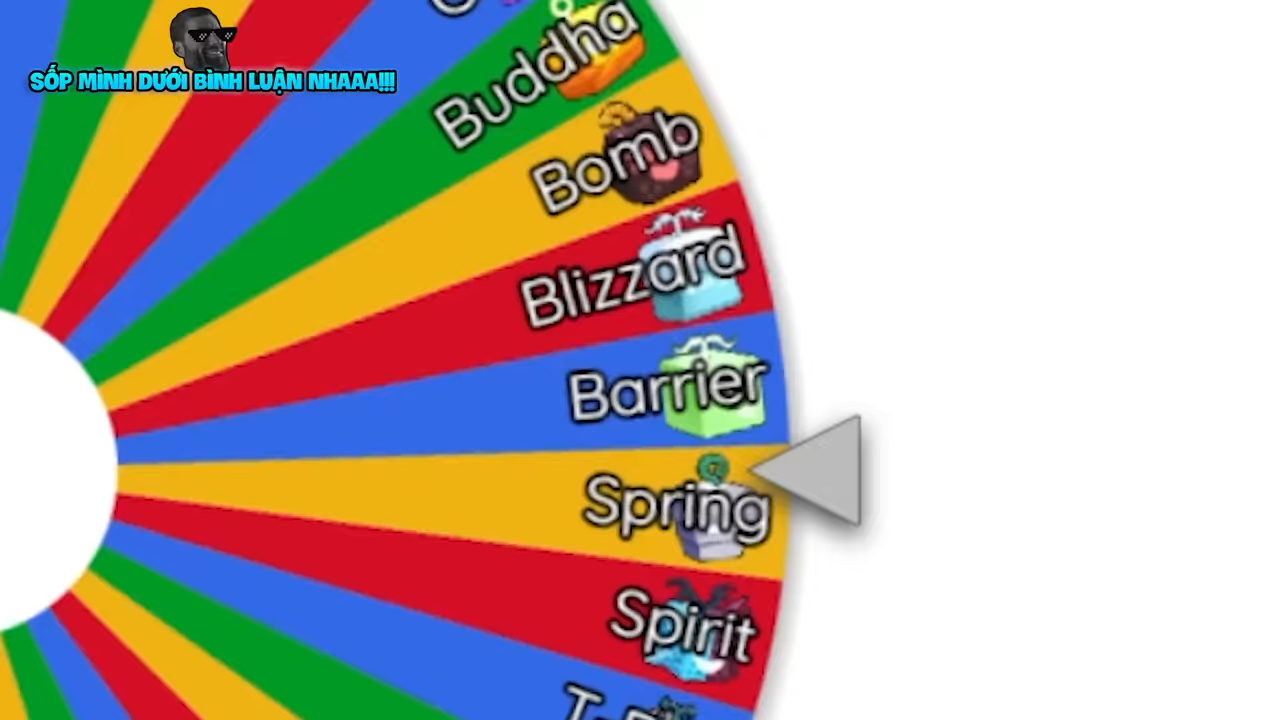 SỐP MÌNH DƯỚI BÌNH LUẬN NHAAA!!!
Buddha
Bomb
Blizzard
Barrier
Spring
Spirit